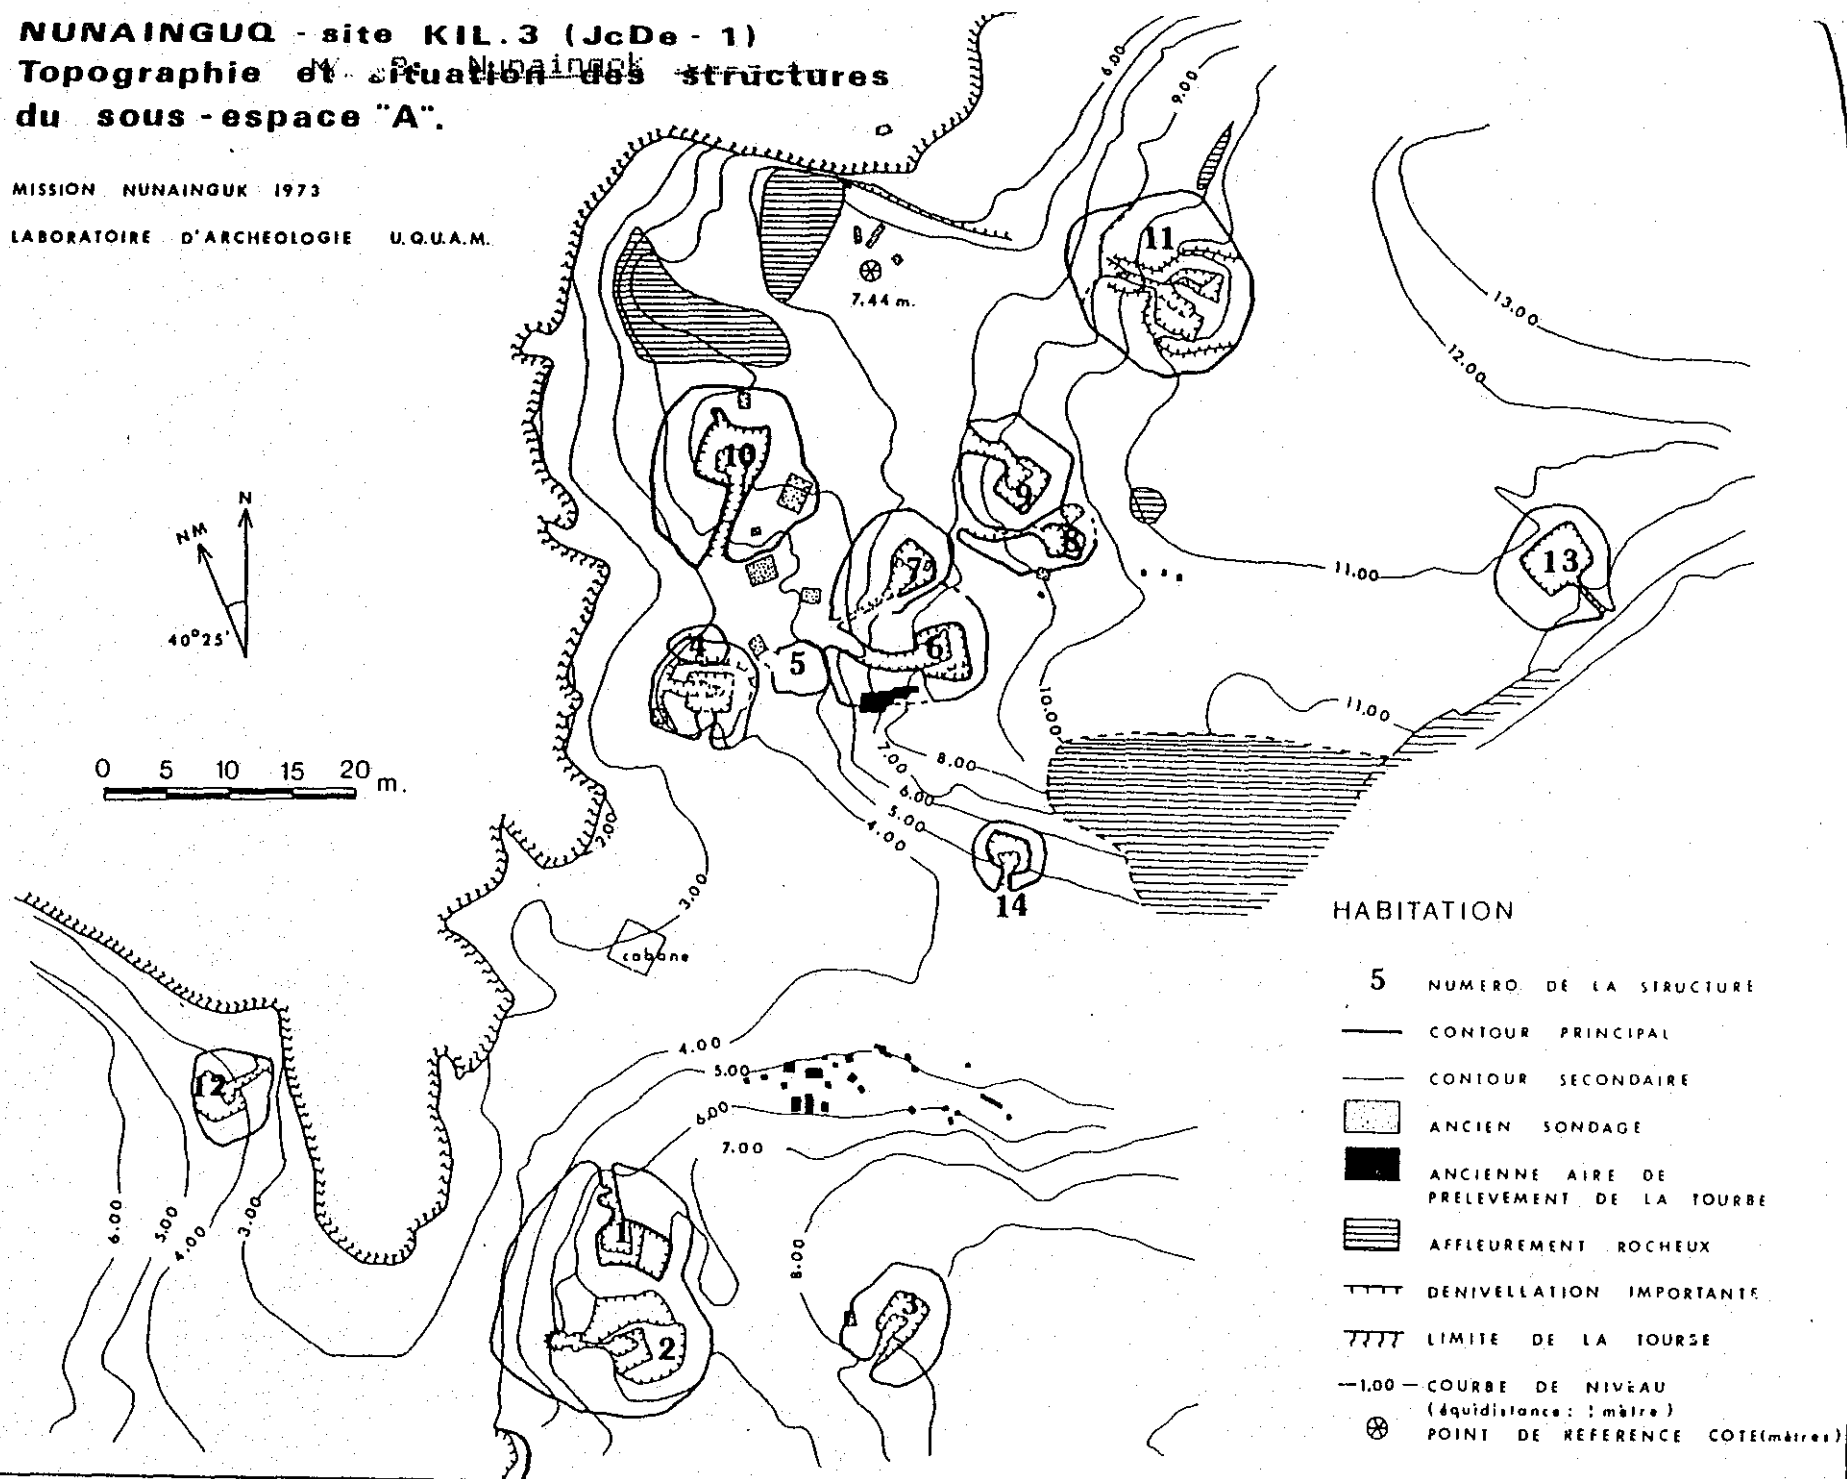 NUNAINGUQ - site KIL.3 (JcDe - 1)
Topographie et situation des structures
du sous-espace "A".
Nunainguk
MISSION NUNAINGUK 1973
LABORATOIRE D'ARCHEOLOGIE U.Q.U.A.M.
6.00
9.00
11
7.44 m.
13.00
12.00
10
9
8
N
NM
40°25'
7
13
11.00
4
5
6
10.00
11.00
0 5 10 15 20 m.
7.00
8.00
6.00
5.00
4.00
2.00
3.00
14
cabane
HABITATION
5 NUMERO DE LA STRUCTURE
CONTOUR PRINCIPAL
CONTOUR SECONDAIRE
ANCIEN SONDAGE
ANCIENNE AIRE DE
PRELEVEMENT DE LA TOURBE
AFFLEUREMENT ROCHEUX
DENIVELLATION IMPORTANTE
LIMITE DE LA TOURBE
—1.00— COURBE DE NIVEAU
(équidistance: 1 mètre)
POINT DE REFERENCE COTE(mètres)
4.00
5.00
6.00
7.00
12
6.00
5.00
4.00
3.00
1
8.00
3
2